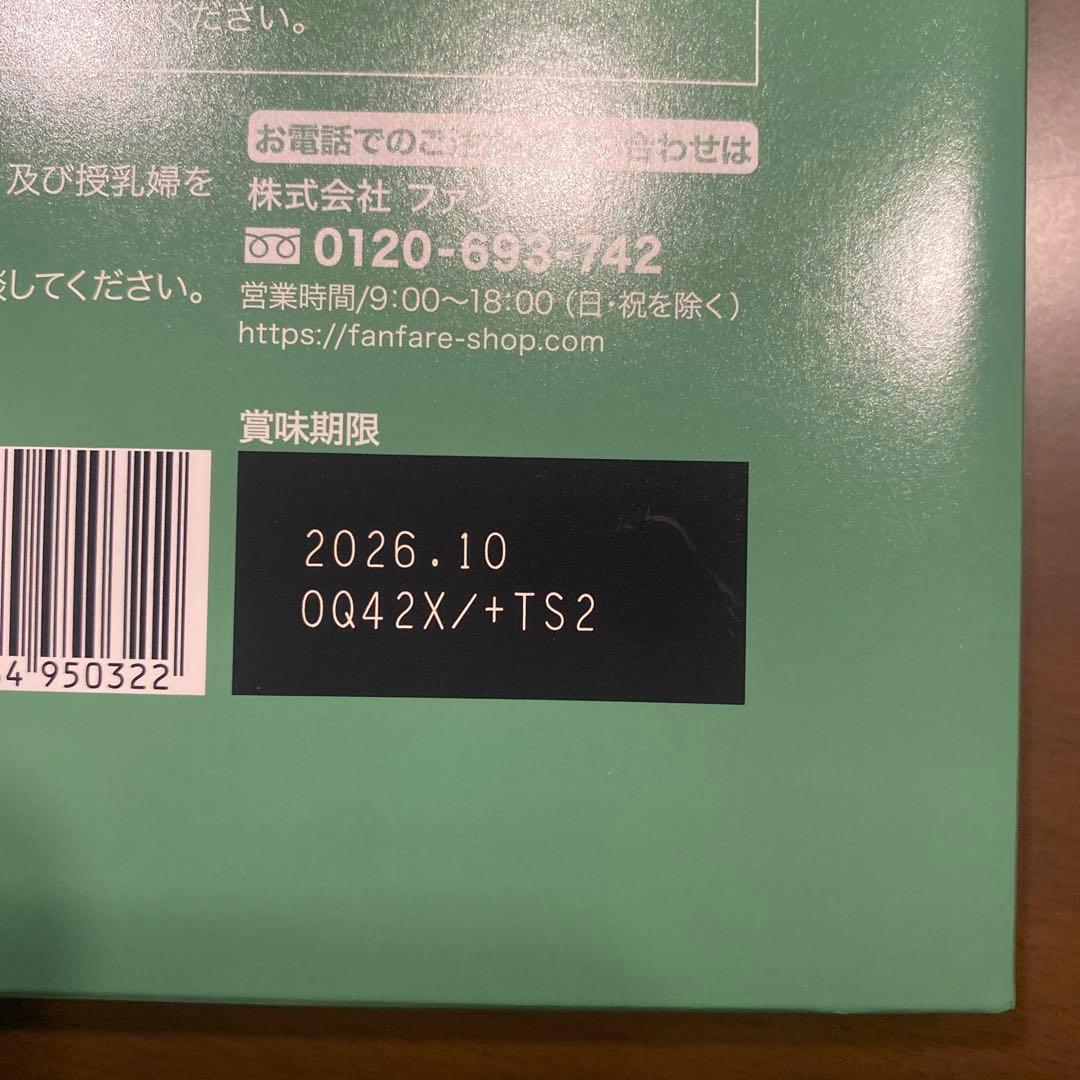 ださい。
お電話でのご注 合わせは
株式会社 ファン
0120-693-742
営業時間/9:00～18:00（日・祝を除く）
https://fanfare-shop.com
及び授乳婦を
してください。
賞味期限
2026.10
0Q42X/+TS2
4 950322